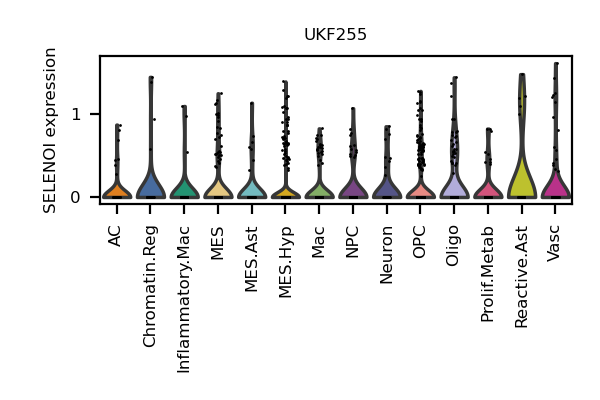 UKF255
SELENOI expression
1
0
AC
Chromatin.Reg
Inflammatory.Mac
MES
MES.Ast
MES.Hyp
Mac
NPC
Neuron
OPC
Oligo
Prolif.Metab
Reactive.Ast
Vasc